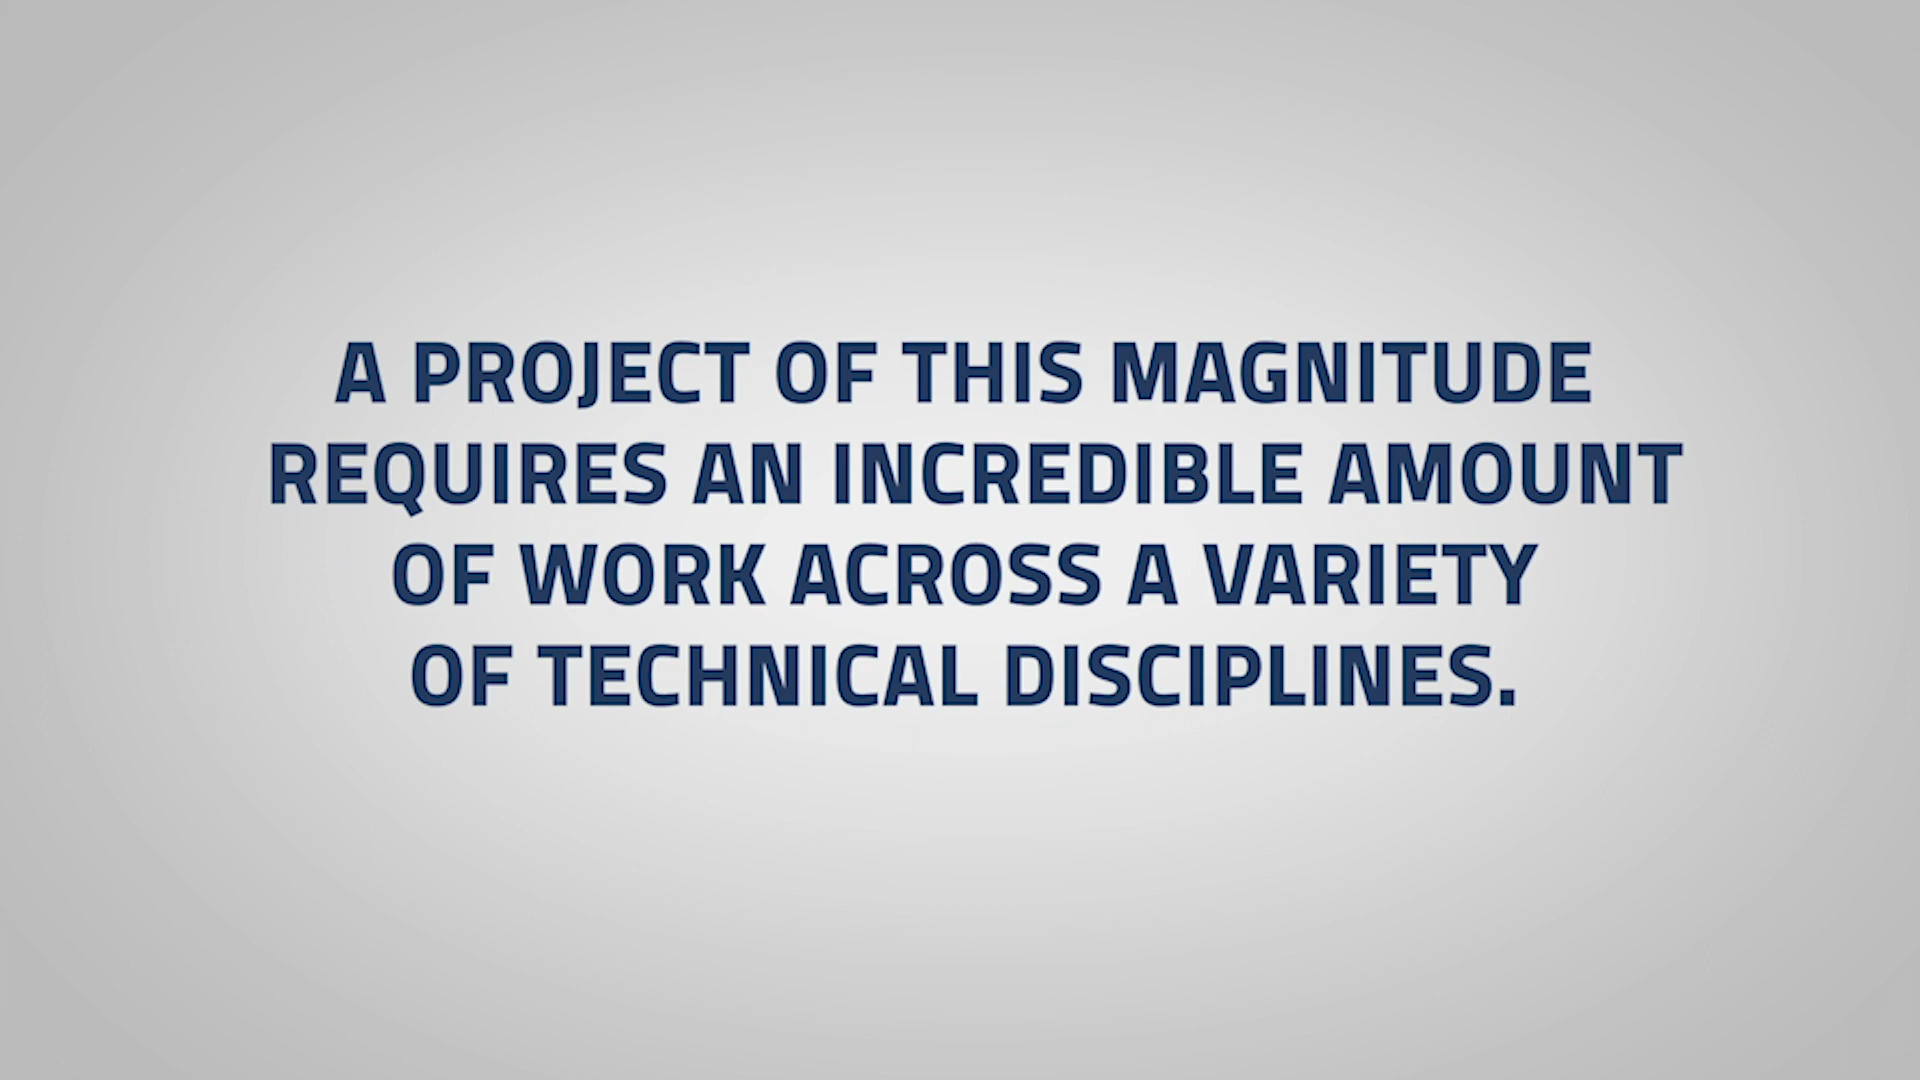 A PROJECT OF THIS MAGNITUDE
REQUIRES AN INCREDIBLE AMOUNT
OF WORK ACROSS A VARIETY
OF TECHNICAL DISCIPLINES.